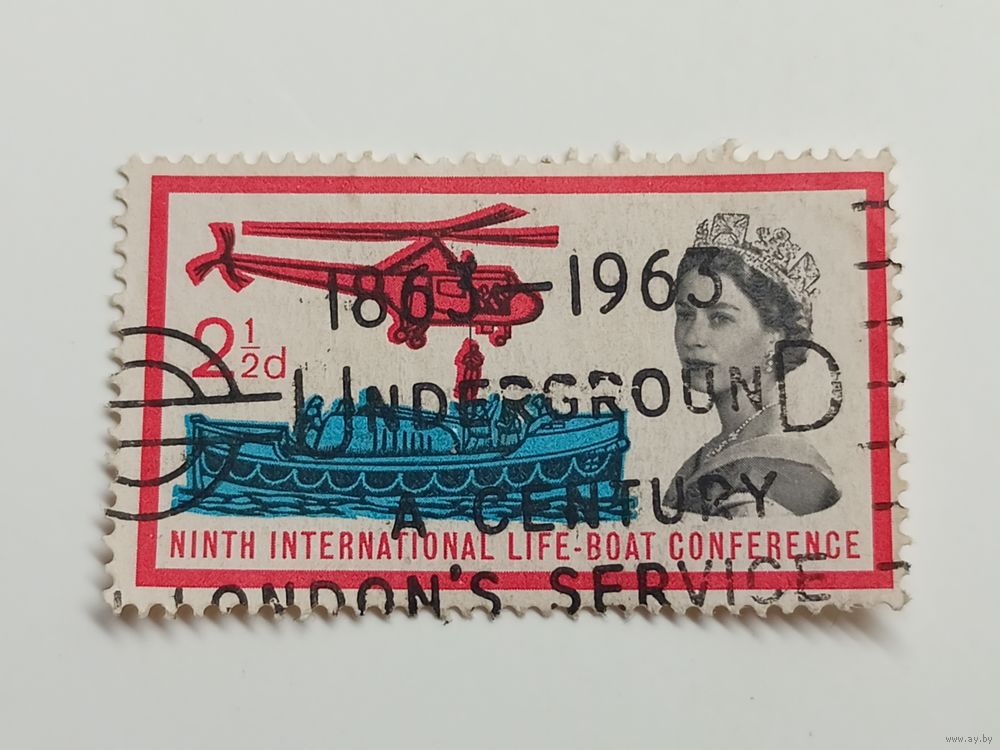 1863–1963
2½d
UNDERGROUND
A CENTURY
NINTH INTERNATIONAL LIFE-BOAT CONFERENCE
LONDON'S SERVICE
www.ay.by